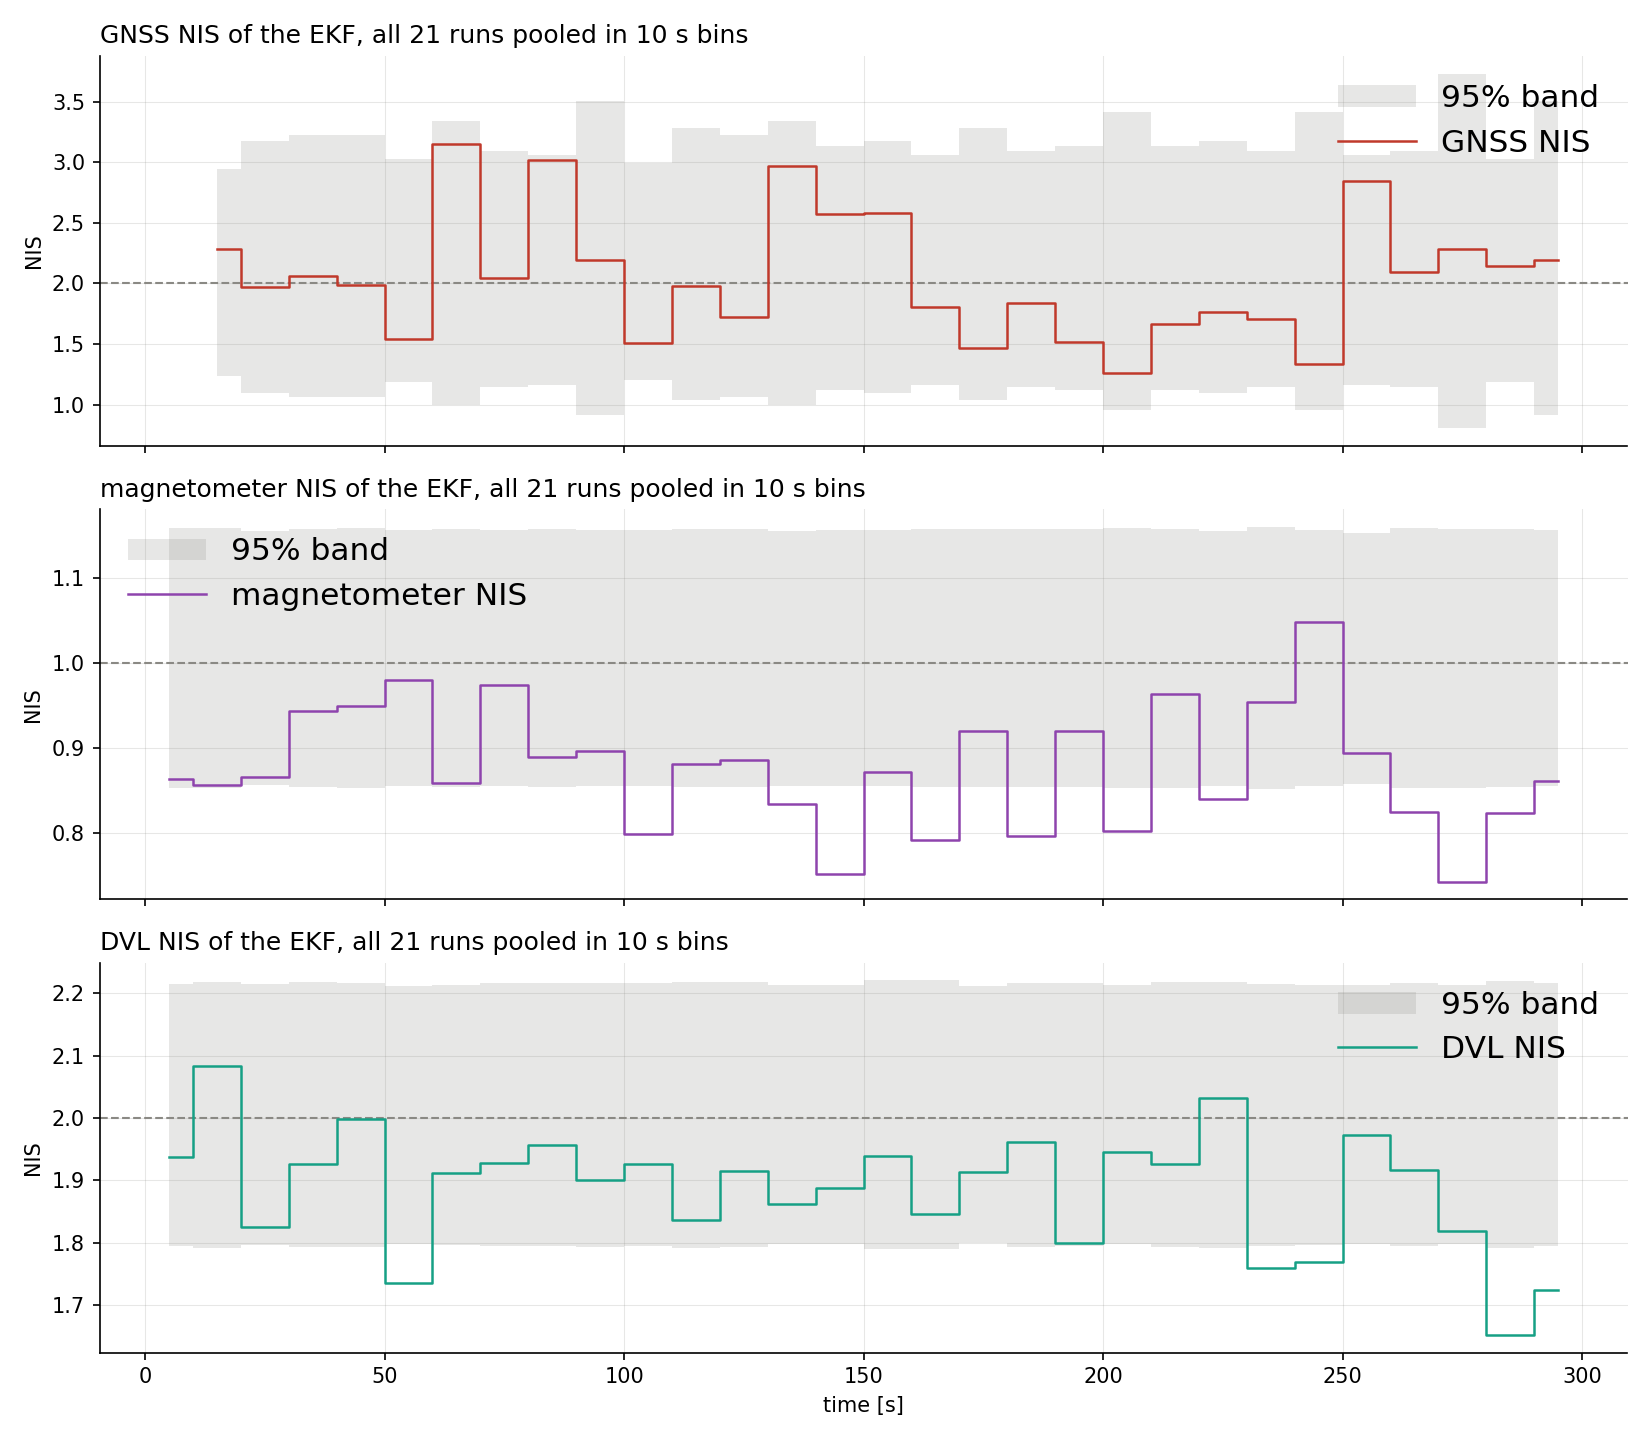 GNSS NIS of the EKF, all 21 runs pooled in 10 s bins
3.5
3.0
2.5
2.0
1.5
1.0
NIS
95% band
GNSS NIS
magnetometer NIS of the EKF, all 21 runs pooled in 10 s bins
1.1
1.0
0.9
0.8
NIS
95% band
magnetometer NIS
DVL NIS of the EKF, all 21 runs pooled in 10 s bins
2.2
2.1
2.0
1.9
1.8
1.7
NIS
95% band
DVL NIS
0 50 100 150 200 250 300
time [s]